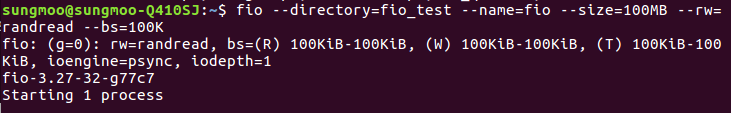 sungmoo@sungmoo-Q410SJ:~$ fio --directory=fio_test --name=fio --size=100MB --rw=
randread --bs=100K
fio: (g=0): rw=randread, bs=(R) 100KiB-100KiB, (W) 100KiB-100KiB, (T) 100KiB-100
KiB, ioengine=psync, iodepth=1
fio-3.27-32-g77c7
Starting 1 process